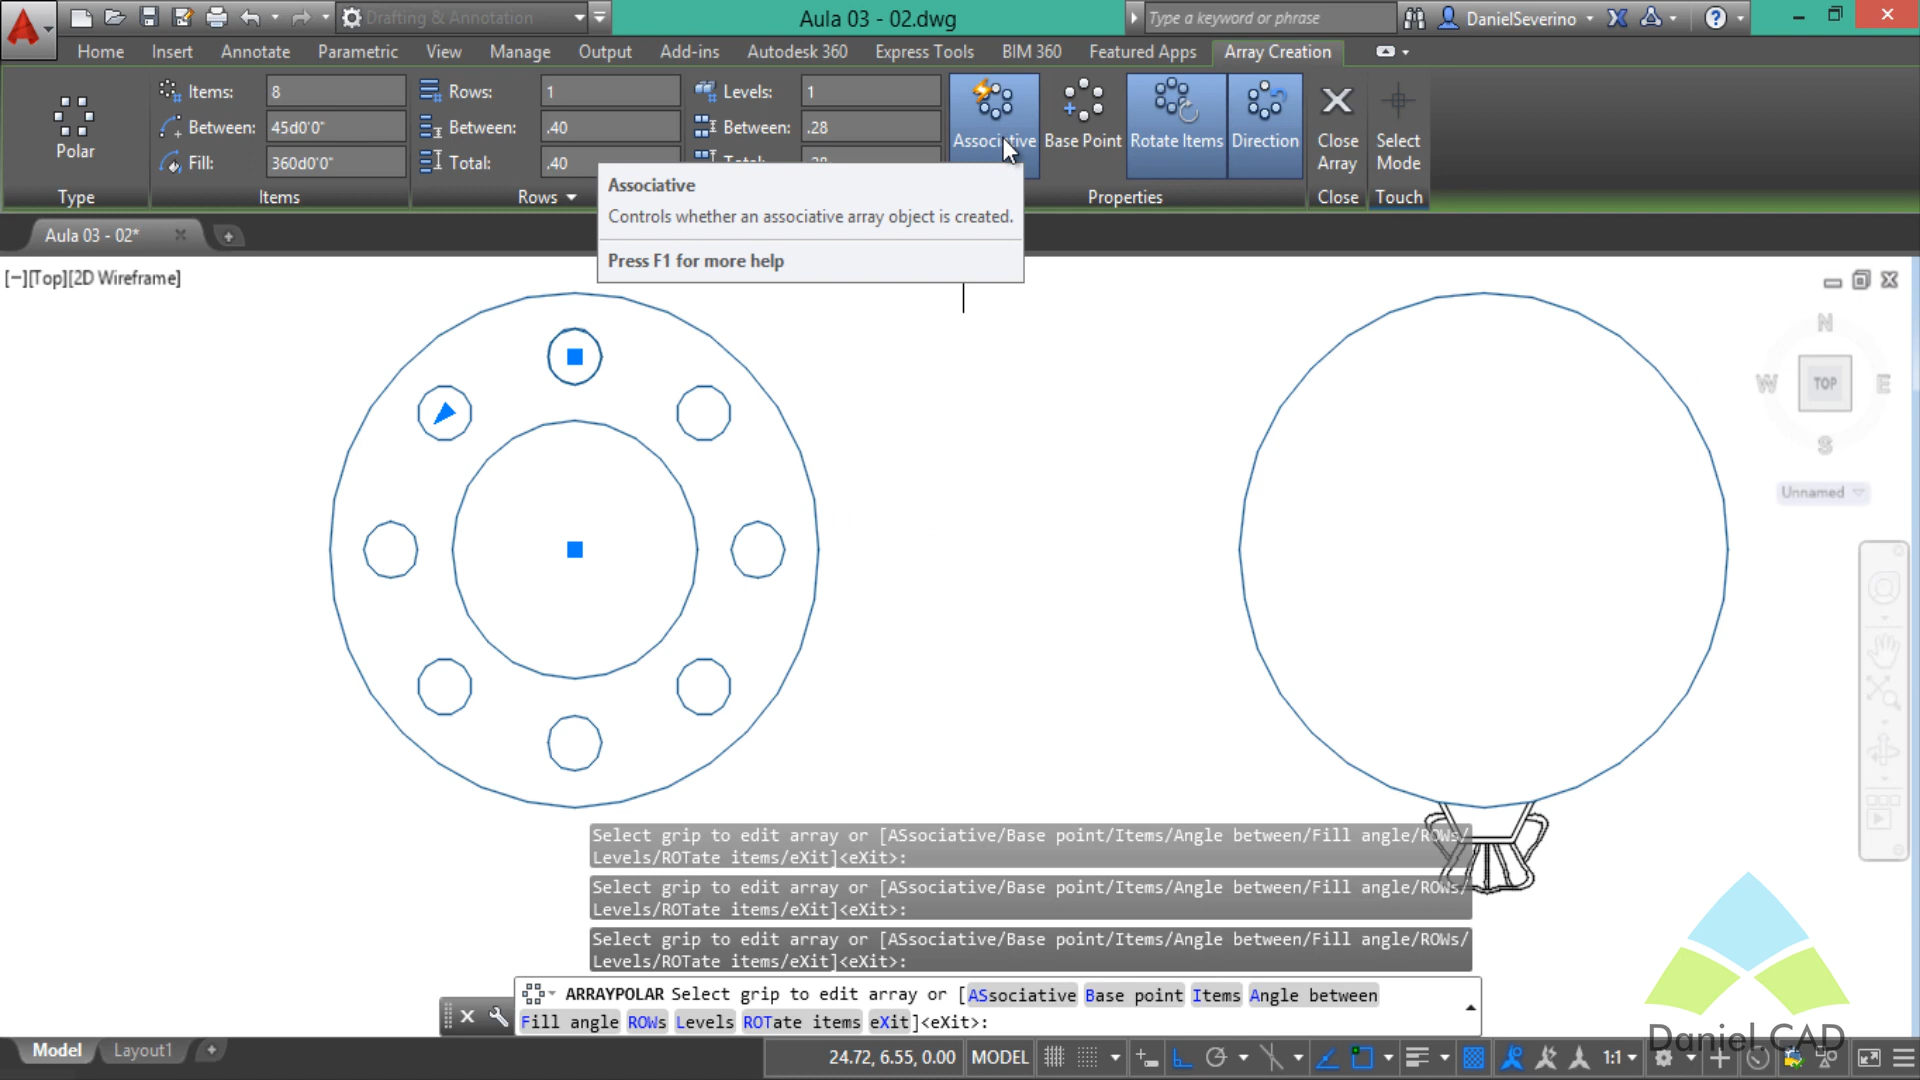 Drafting & Annotation
Aula 03 - 02.dwg
Type a keyword or phrase
DanielSeverino
Home Insert Annotate Parametric View Manage Output Add-ins Autodesk 360 Express Tools BIM 360 Featured Apps Array Creation
Items: 8 Rows: 1 Levels: 1
Between: 45d0'0" Between: .40 Between: .28
Fill: 360d0'0" Total: .40
Polar
Associative Base Point Rotate Items Direction Close Array Select Mode
Type Items Rows Properties Close Touch
Associative
Controls whether an associative array object is created.
Press F1 for more help
Aula 03 - 02*
[−][Top][2D Wireframe]
N
W TOP E
S
Unnamed
Select grip to edit array or [ASsociative/Base point/Items/Angle between/Fill angle/ROWs/
Levels/ROTate items/eXit]<eXit>:
Select grip to edit array or [ASsociative/Base point/Items/Angle between/Fill angle/ROWs/
Levels/ROTate items/eXit]<eXit>:
Select grip to edit array or [ASsociative/Base point/Items/Angle between/Fill angle/ROWs/
Levels/ROTate items/eXit]<eXit>:
ARRAYPOLAR Select grip to edit array or [ASsociative Base point Items Angle between
Fill angle ROWs Levels ROTate items eXit]<eXit>:
Daniel.CAD
Model Layout1
24.72, 6.55, 0.00 MODEL 1:1